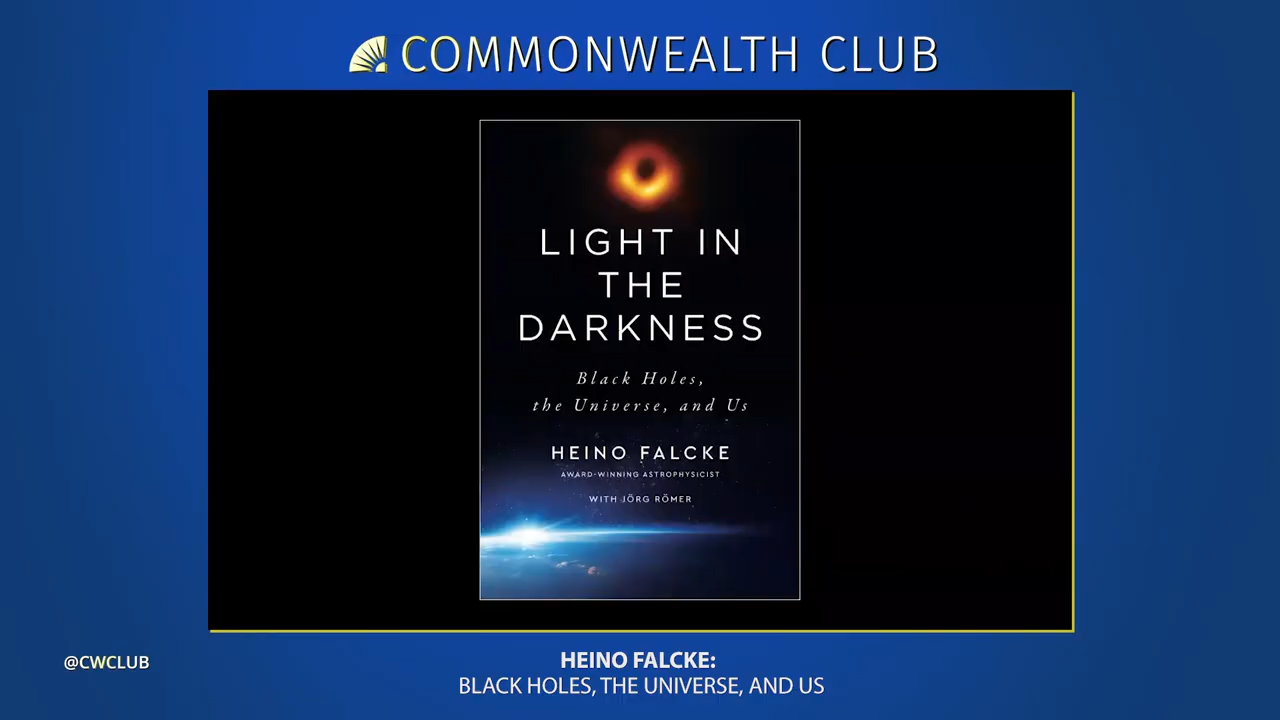 COMMONWEALTH CLUB
LIGHT IN
THE
DARKNESS
Black Holes,
the Universe, and Us
HEINO FALCKE
AWARD-WINNING ASTROPHYSICIST
WITH JÖRG RÖMER
@CWCLUB
HEINO FALCKE:
BLACK HOLES, THE UNIVERSE, AND US